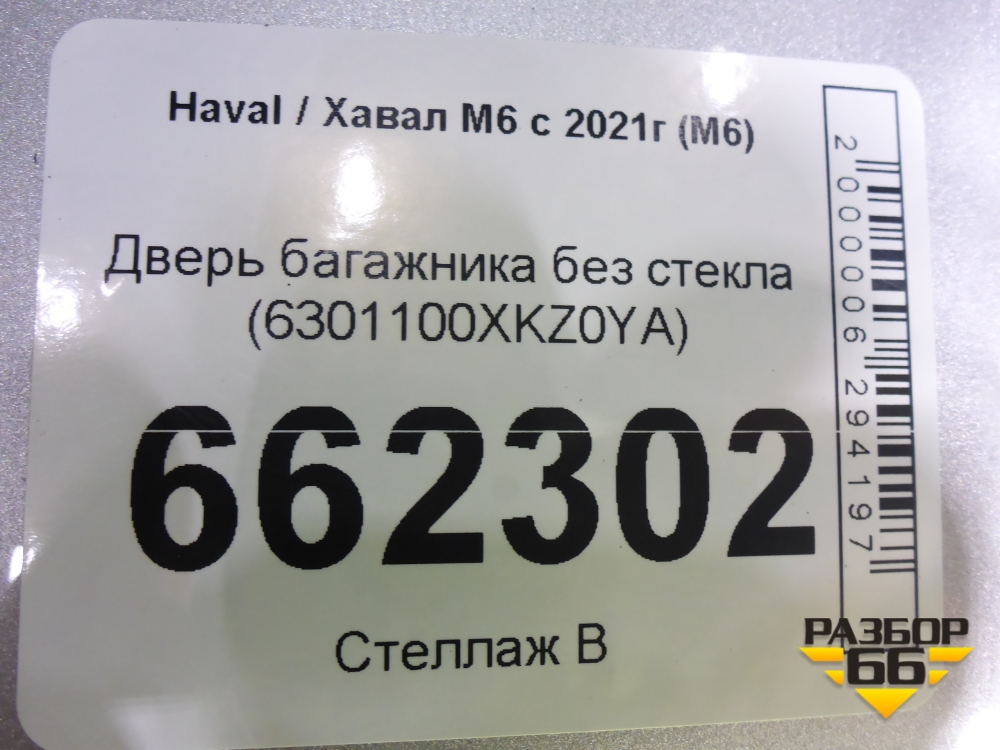 Haval / Хавал М6 с 2021г (М6)
Дверь багажника без стекла
(6301100XKZ0YA)
662302
Стеллаж В
2000006294197
РАЗБОР
66